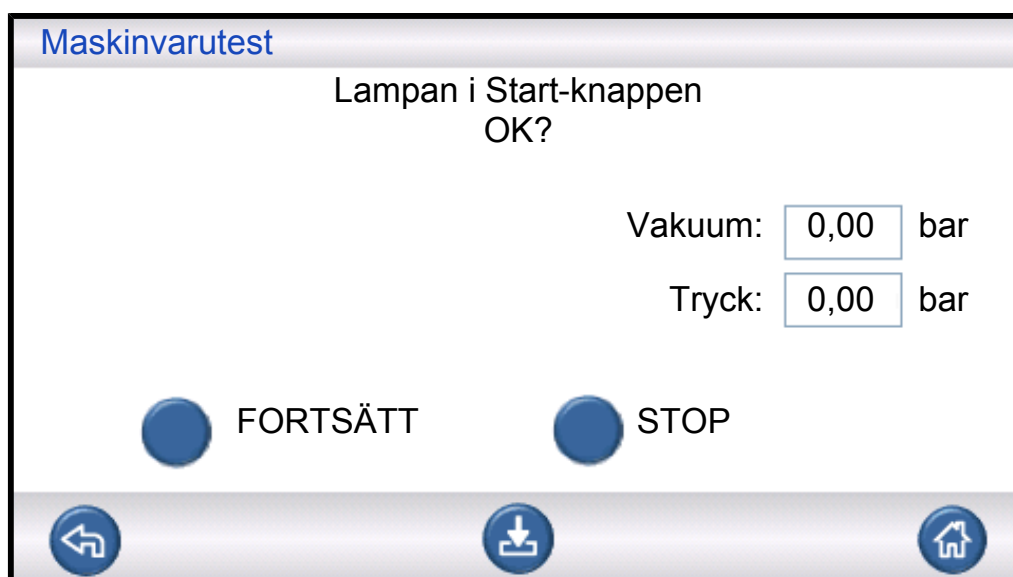 Maskinvarutest
Lampan i Start-knappen
OK?
Vakuum: 0,00 bar
Tryck: 0,00 bar
FORTSÄTT STOP